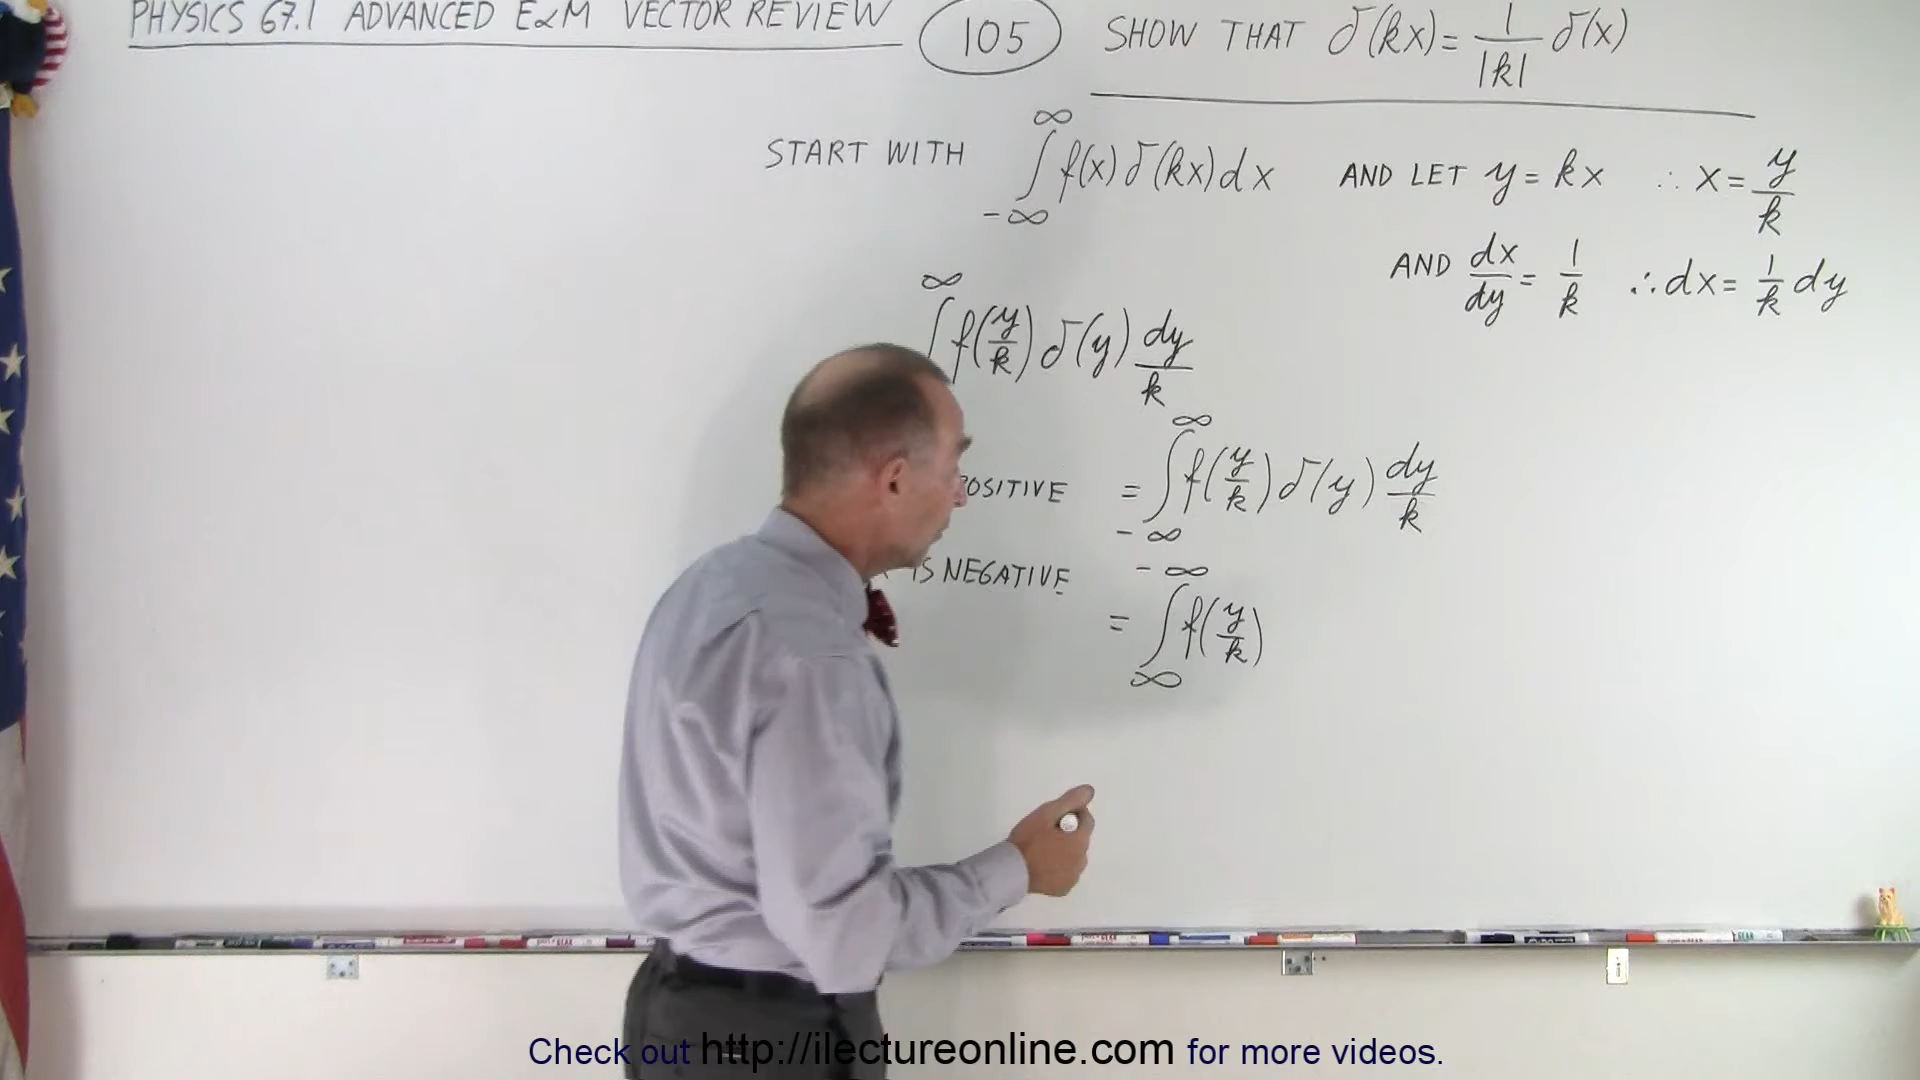 PHYSICS 67.1 ADVANCED E&M VECTOR REVIEW 105 SHOW THAT δ(kx) = 1/|k| δ(x)
START WITH ∫_{-∞}^{∞} f(x) δ(kx) dx AND LET y = kx ∴ x = y/k
AND dx/dy = 1/k ∴ dx = 1/k dy
∫^{∞} f(y/k) δ(y) dy/k
POSITIVE = ∫_{-∞}^{∞} f(y/k) δ(y) dy/k
IS NEGATIVE
= ∫_{∞}^{-∞} f(y/k)
Check out http://ilectureonline.com for more videos.